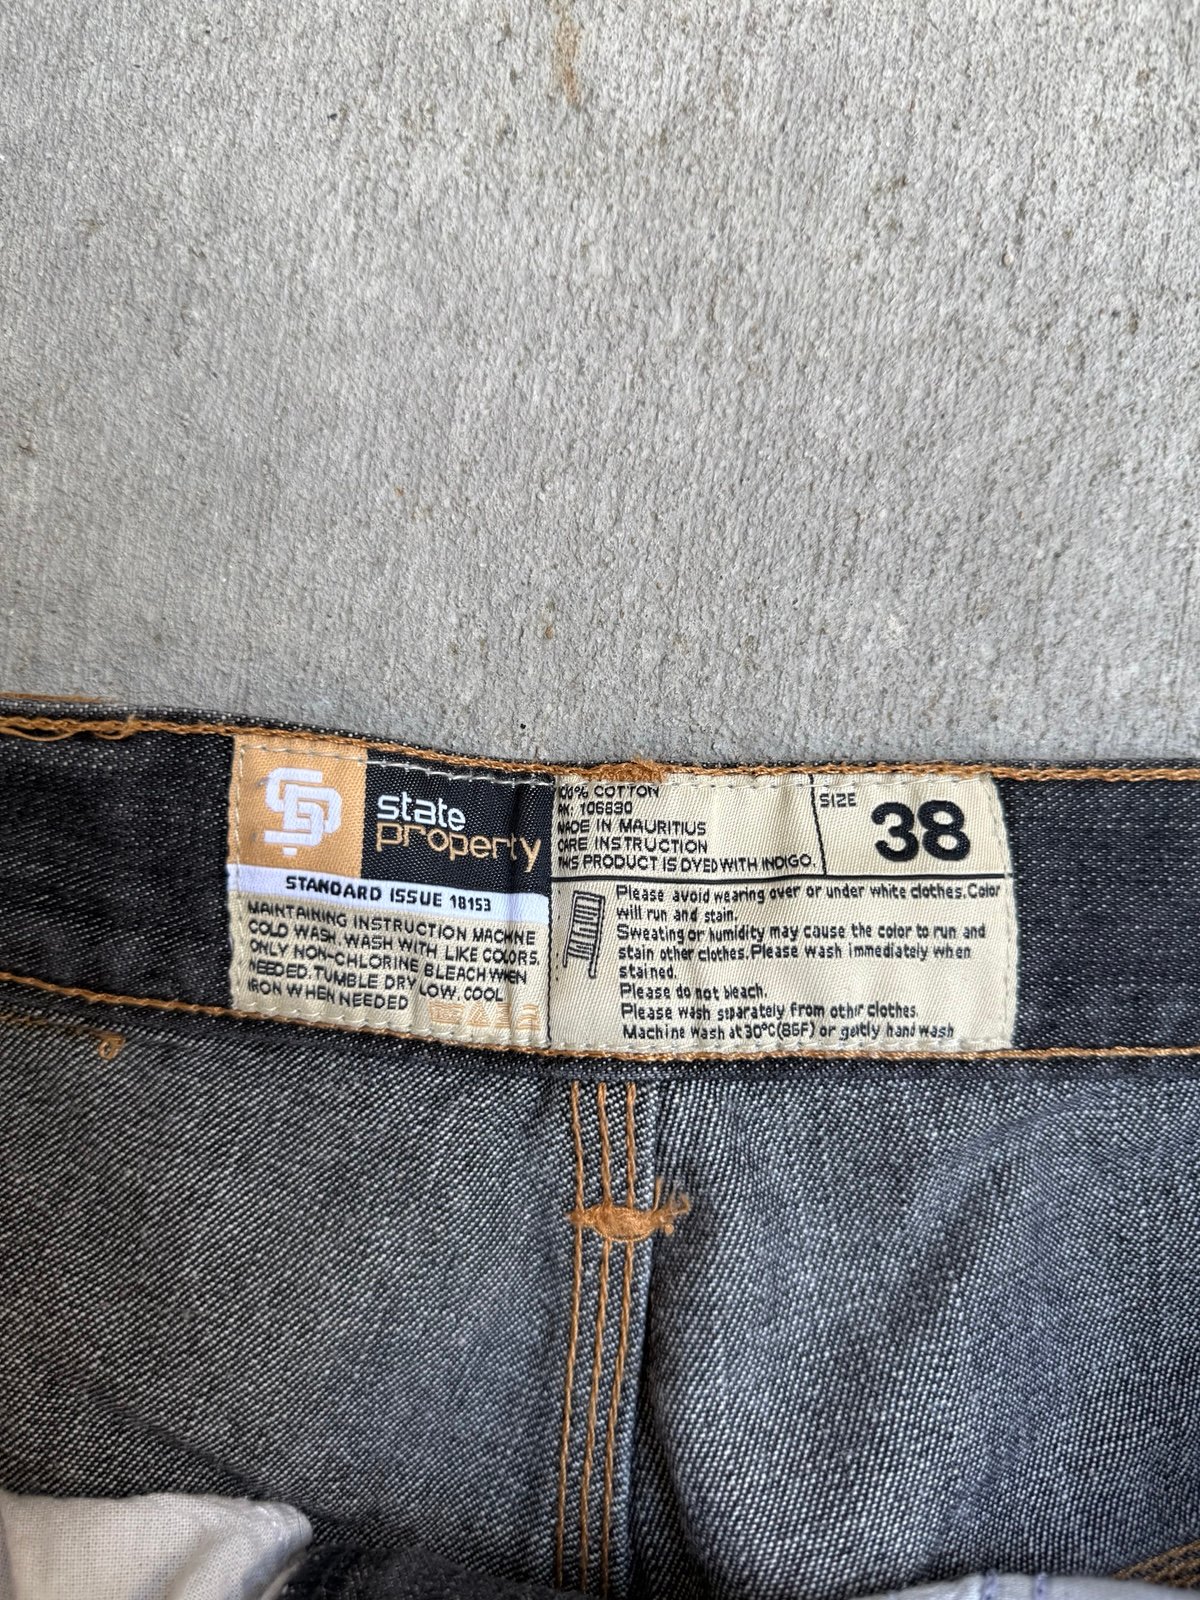 SP
state
property
STANDARD ISSUE 18153
MAINTAINING INSTRUCTION MACHINE
COLD WASH. WASH WITH LIKE COLORS.
ONLY NON-CHLORINE BLEACH WHEN
NEEDED. TUMBLE DRY LOW. COOL
IRON WHEN NEEDED
% COTTON
: 106830
MADE IN MAURITIUS
CARE INSTRUCTION
THIS PRODUCT IS DYED WITH INDIGO.
SIZE
38
Please avoid wearing over or under white clothes.Color
will run and stain.
Sweating or humidity may cause the color to run and
stain other clothes.Please wash immediately when
stained.
Please do not bleach.
Please wash separately from other clothes.
Machine wash at 30°C(86F) or gently hand wash